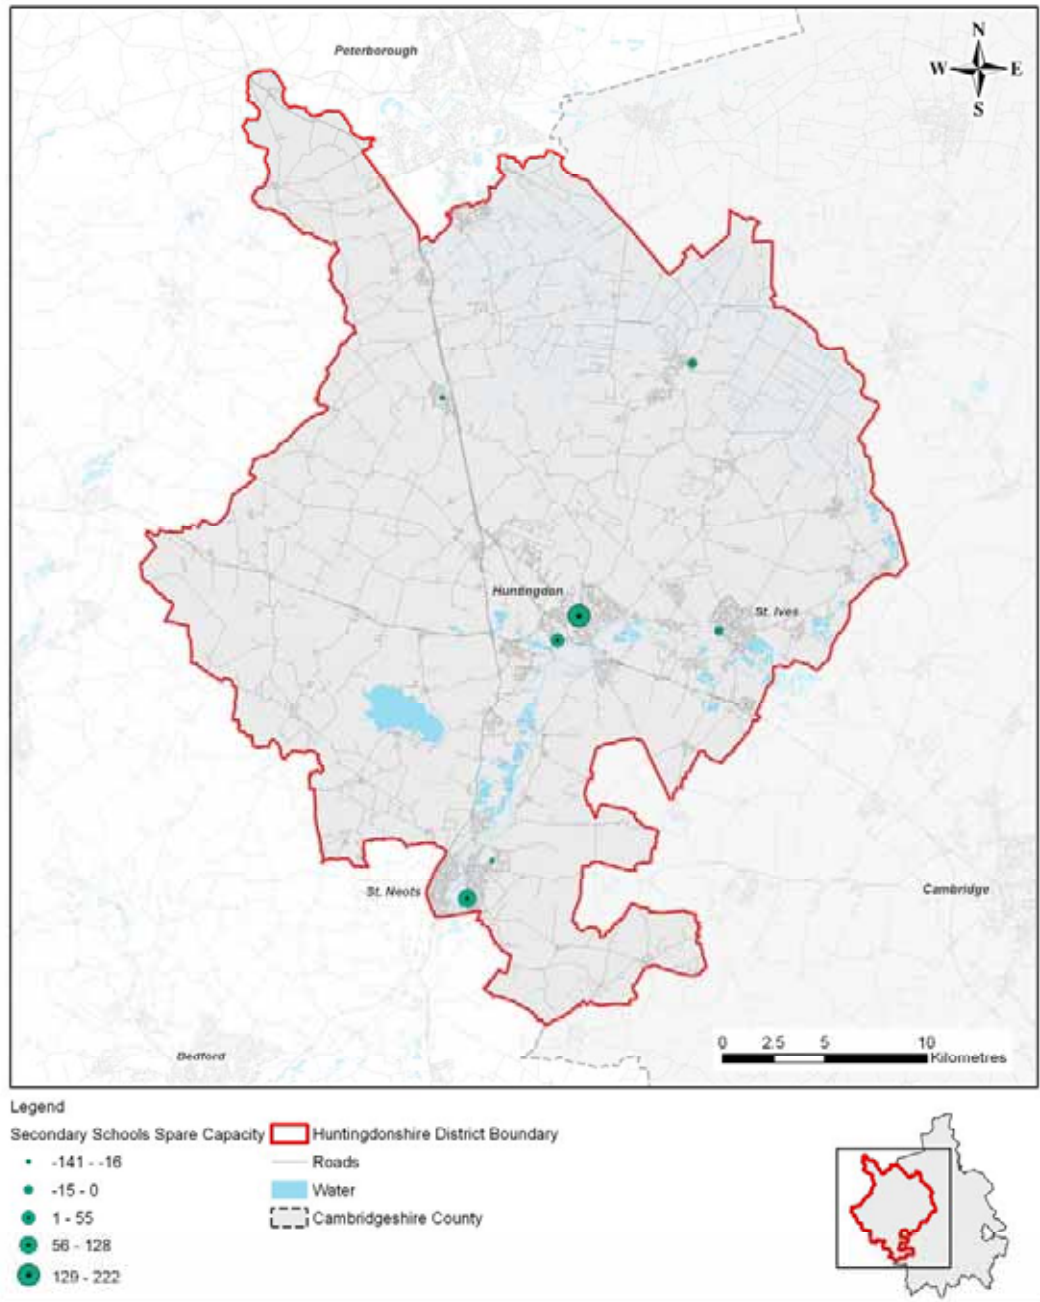 Peterborough
N
W E
S
Huntingdon
St. Ives
St. Neots
Cambridge
Bedford
0 2.5 5 10
Kilometres
Legend
Secondary Schools Spare Capacity
-141 - -16
-15 - 0
1 - 55
56 - 128
129 - 222
Huntingdonshire District Boundary
Roads
Water
Cambridgeshire County